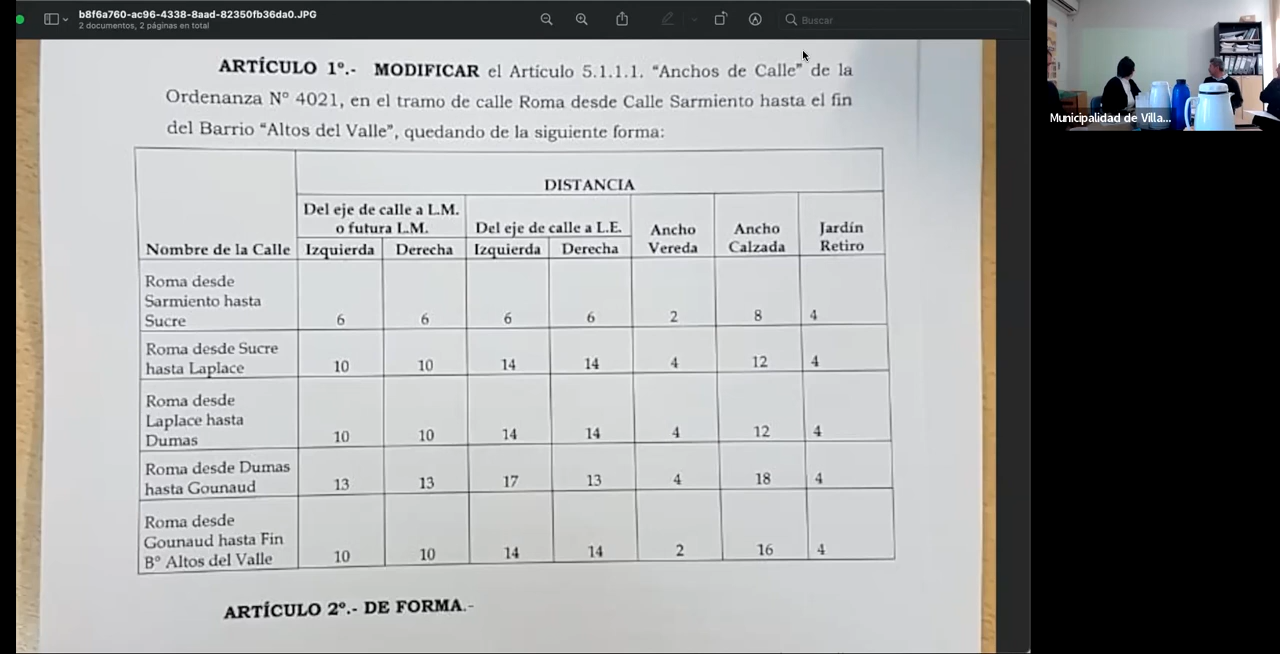 b8f6a760-ac96-4338-8aad-82350fb36da0.JPG
2 documentos, 2 páginas en total
Buscar
ARTÍCULO 1º.- MODIFICAR el Artículo 5.1.1.1. “Anchos de Calle” de la
Ordenanza Nº 4021, en el tramo de calle Roma desde Calle Sarmiento hasta el fin
del Barrio “Altos del Valle”, quedando de la siguiente forma:
DISTANCIA
Nombre de la Calle
Del eje de calle a L.M.
o futura L.M.
Del eje de calle a L.E.
Ancho
Vereda
Ancho
Calzada
Jardín
Retiro
Izquierda Derecha Izquierda Derecha
Roma desde
Sarmiento hasta
Sucre 6 6 6 6 2 8 4
Roma desde Sucre
hasta Laplace 10 10 14 14 4 12 4
Roma desde
Laplace hasta
Dumas 10 10 14 14 4 12 4
Roma desde Dumas
hasta Gounaud 13 13 17 13 4 18 4
Roma desde
Gounaud hasta Fin
Bº Altos del Valle 10 10 14 14 2 16 4
ARTÍCULO 2º.- DE FORMA.-
Municipalidad de Villa...